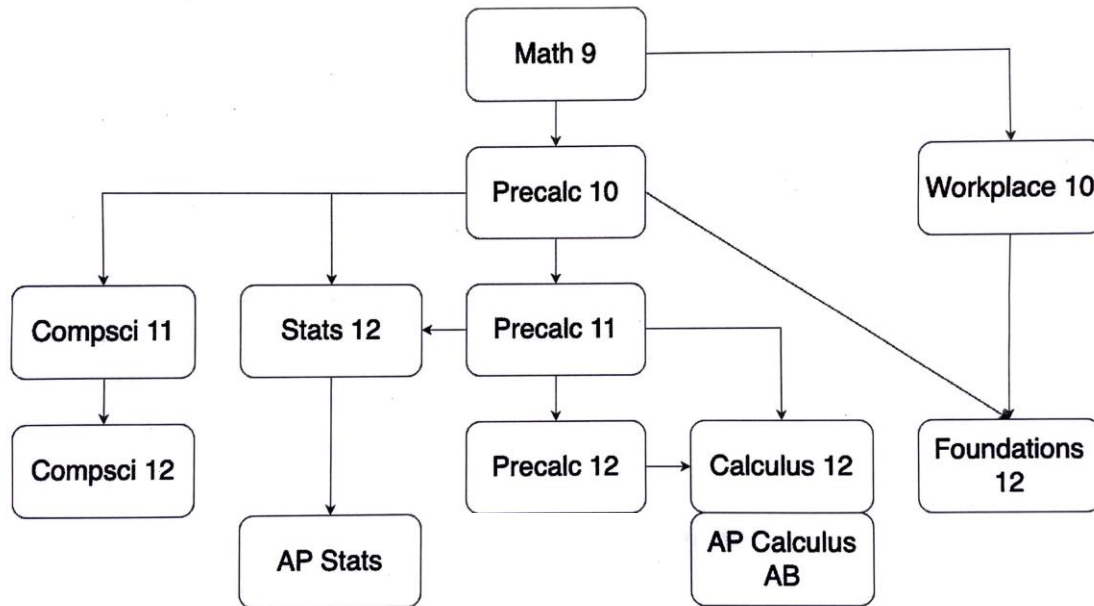 Math 9
Precalc 10
Workplace 10
Compsci 11
Stats 12
Precalc 11
Compsci 12
Precalc 12
Calculus 12
Foundations
12
AP Stats
AP Calculus
AB